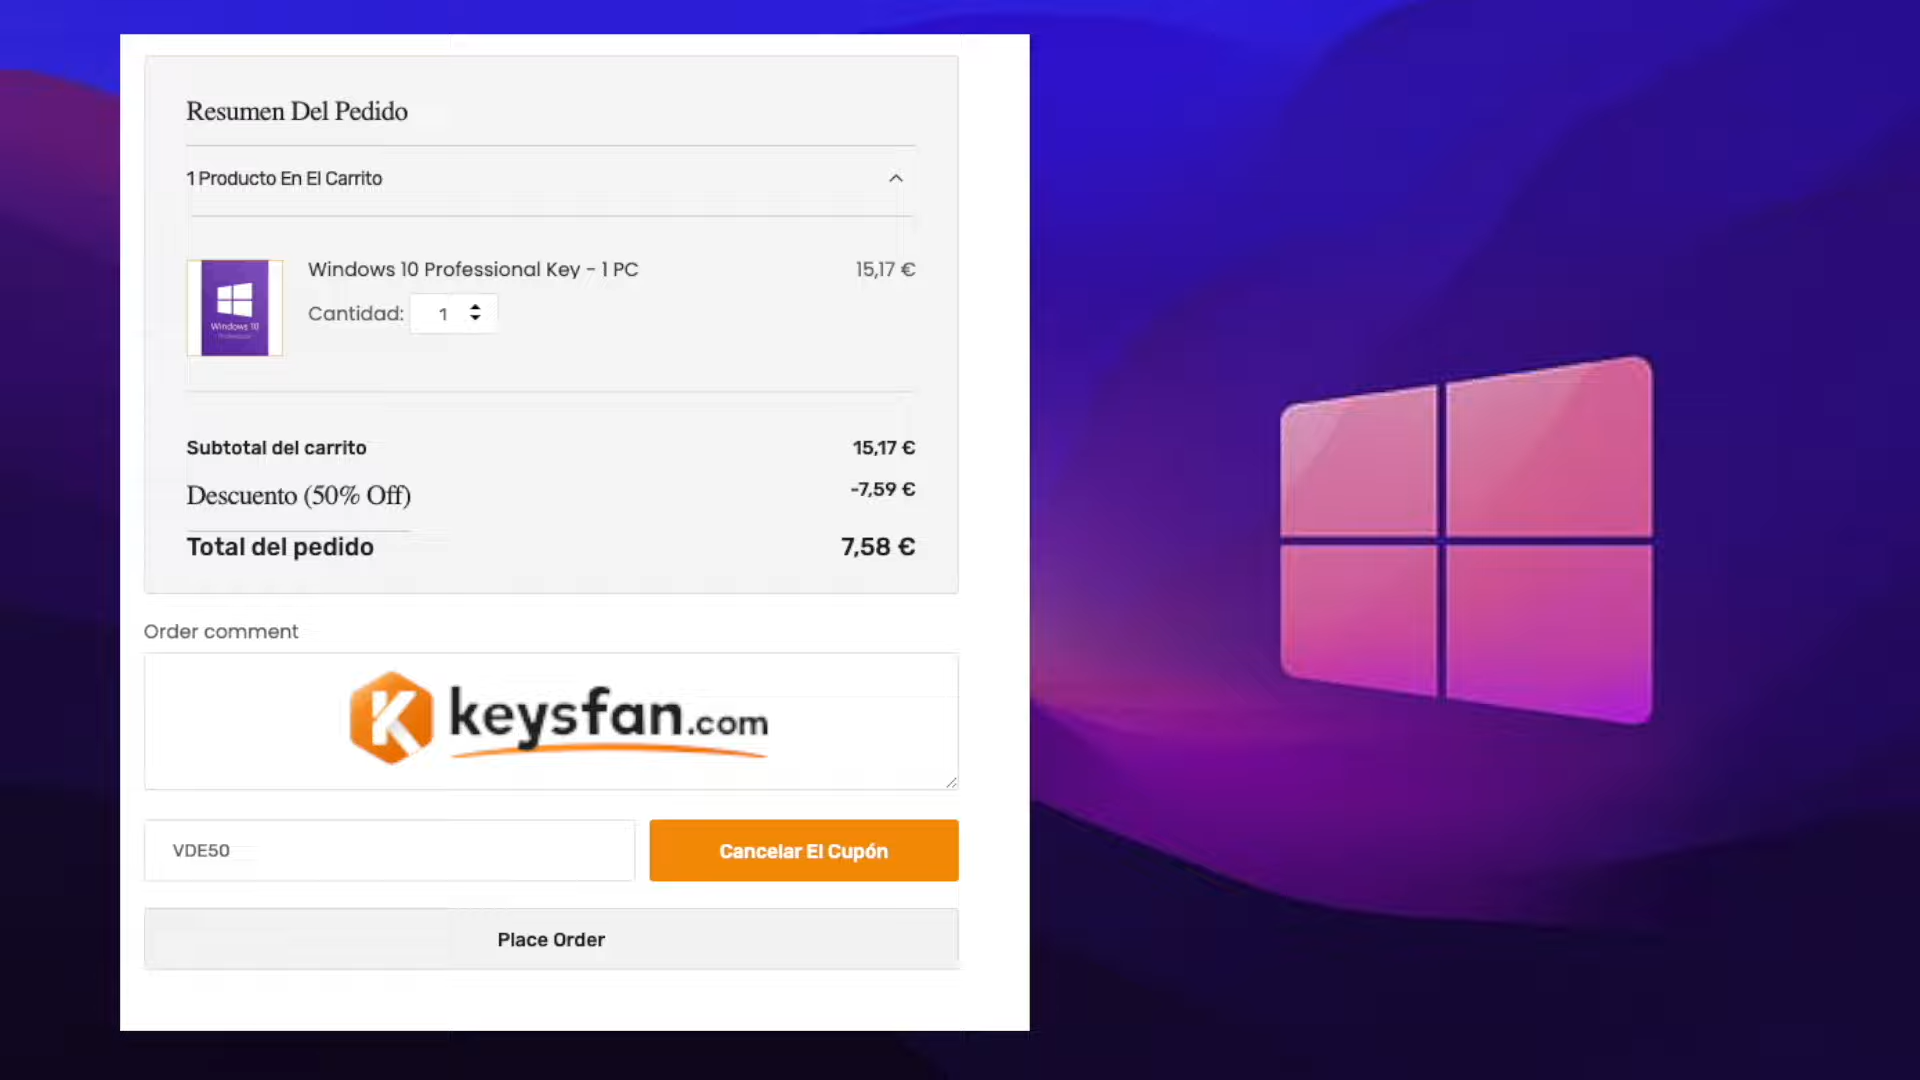 Resumen Del Pedido
1 Producto En El Carrito
Windows 10 Professional Key - 1 PC
15,17 €
Windows 10
Cantidad: 1
Subtotal del carrito
15,17 €
Descuento (50% Off)
-7,59 €
Total del pedido
7,58 €
Order comment
keysfan.com
VDE50
Cancelar El Cupón
Place Order